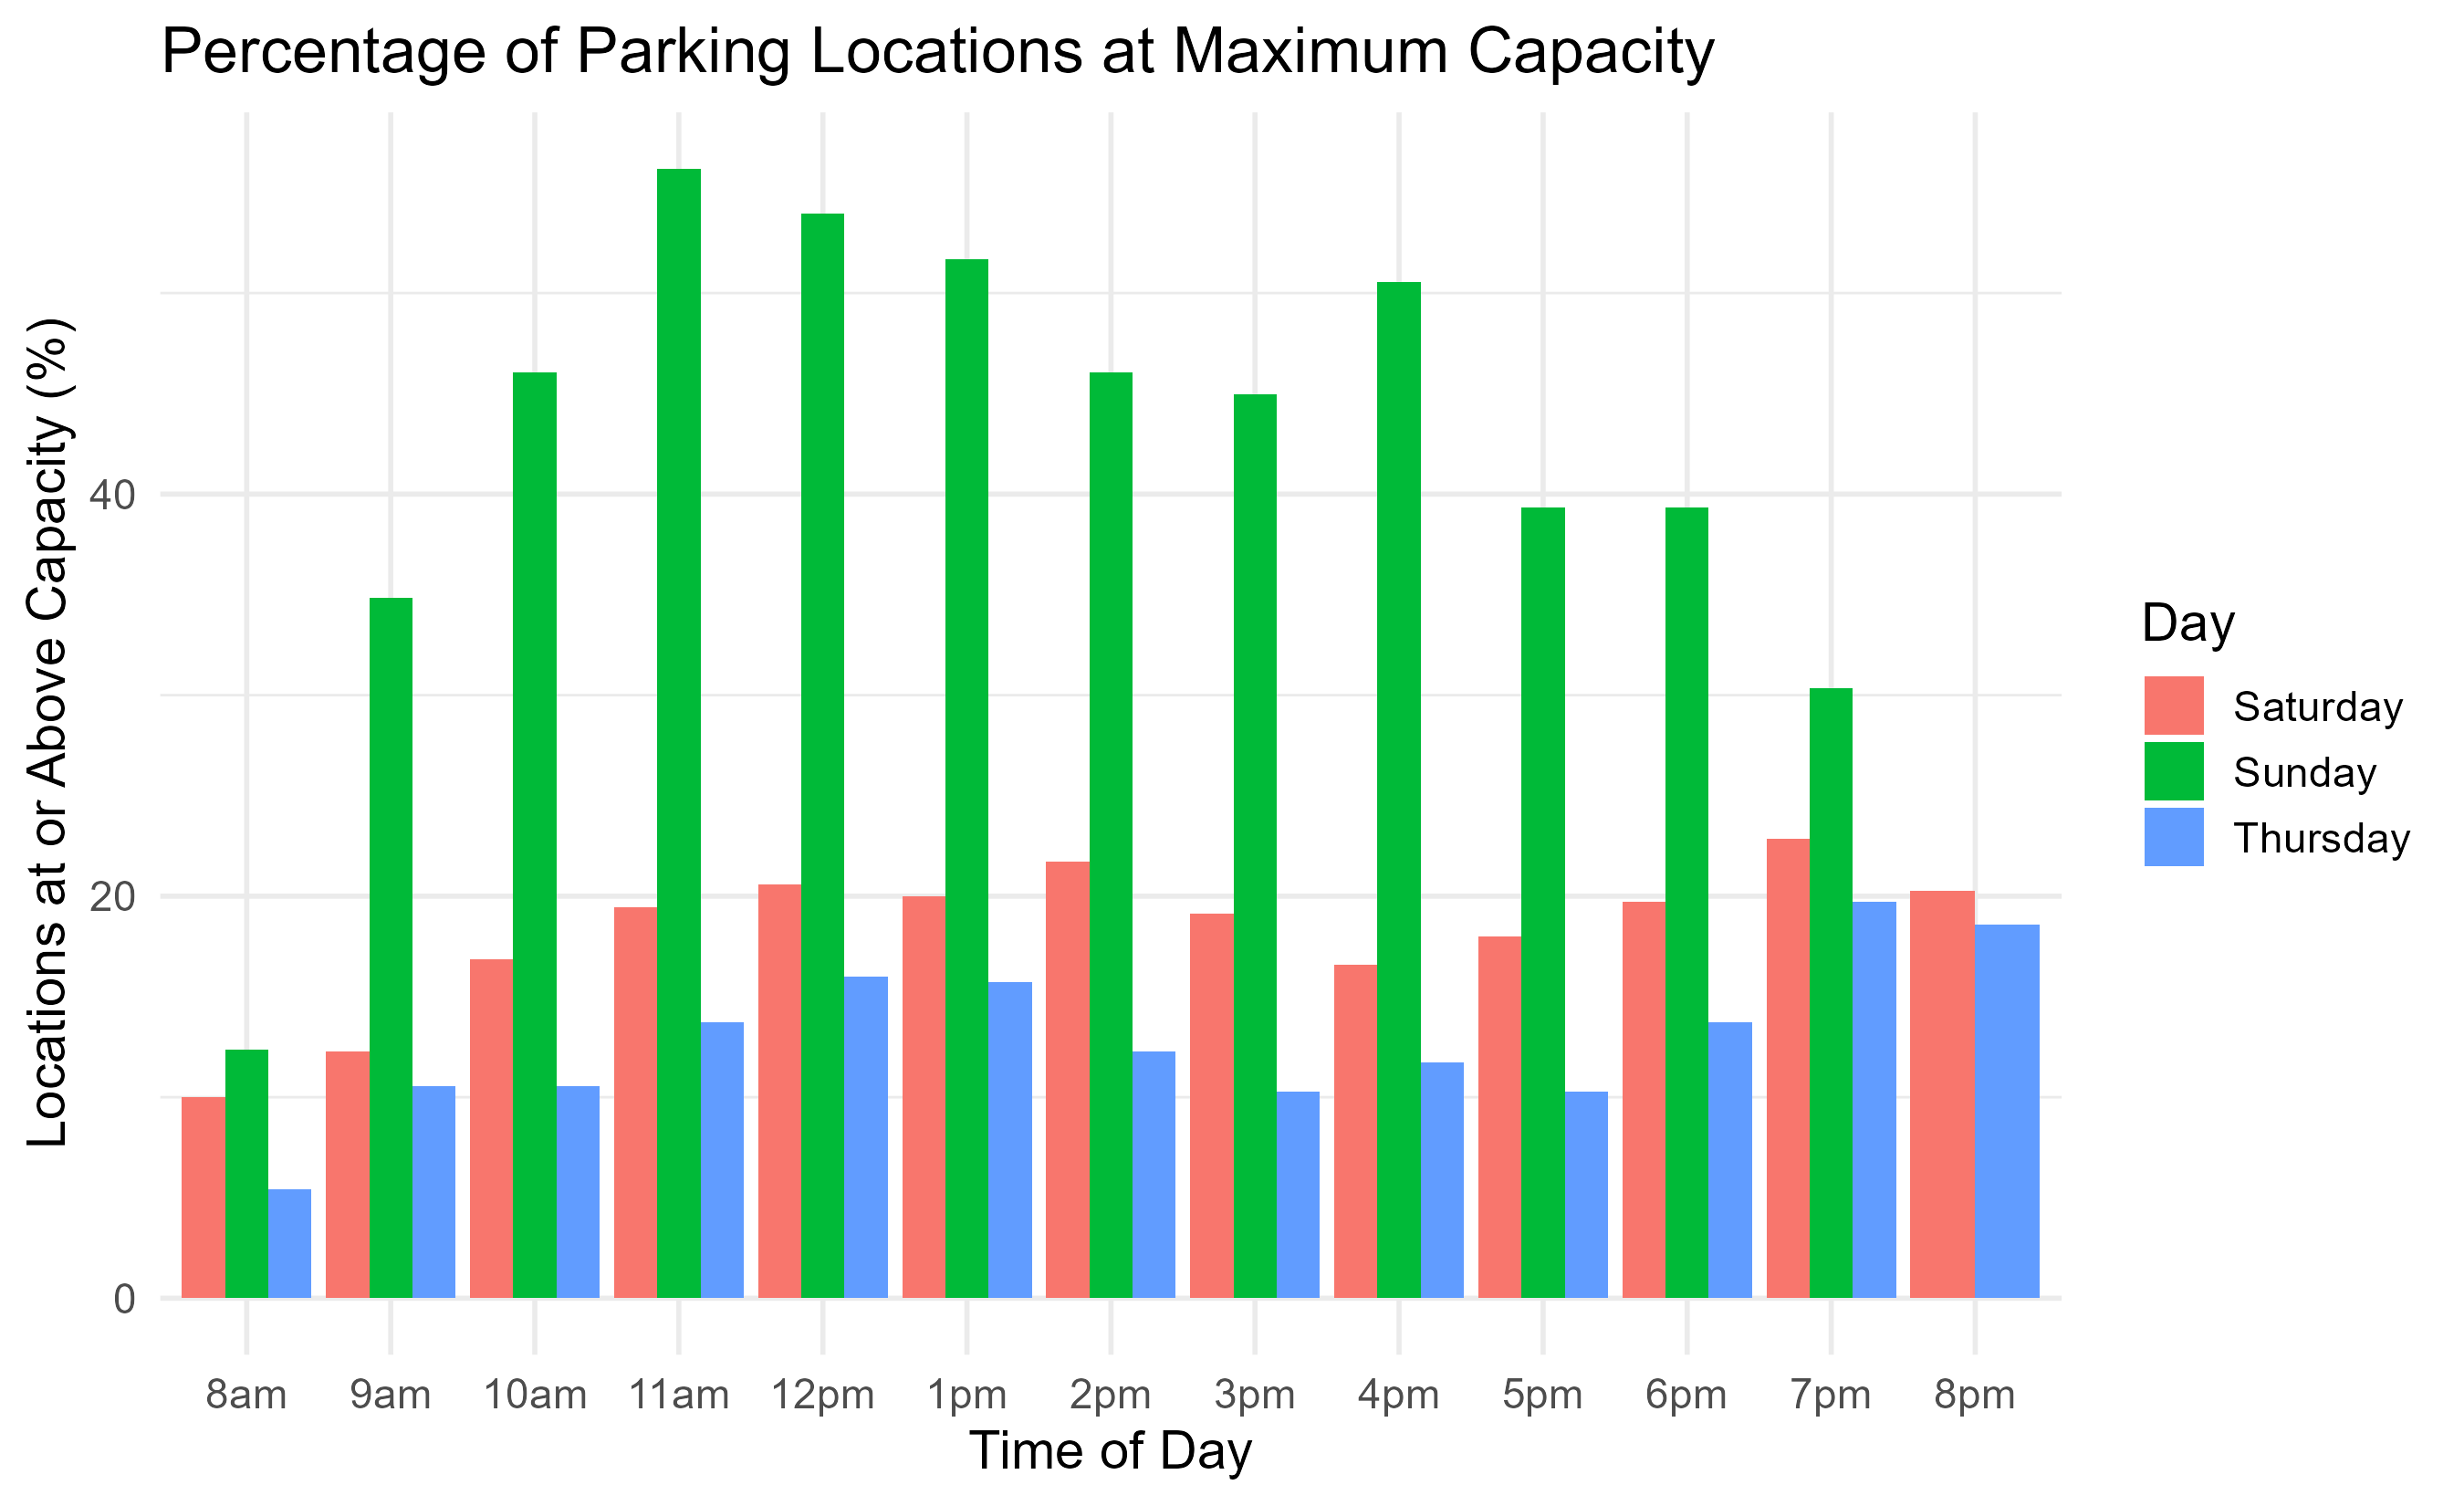 Percentage of Parking Locations at Maximum Capacity
Locations at or Above Capacity (%)
40
20
0
8am 9am 10am 11am 12pm 1pm 2pm 3pm 4pm 5pm 6pm 7pm 8pm
Time of Day
Day
Saturday
Sunday
Thursday